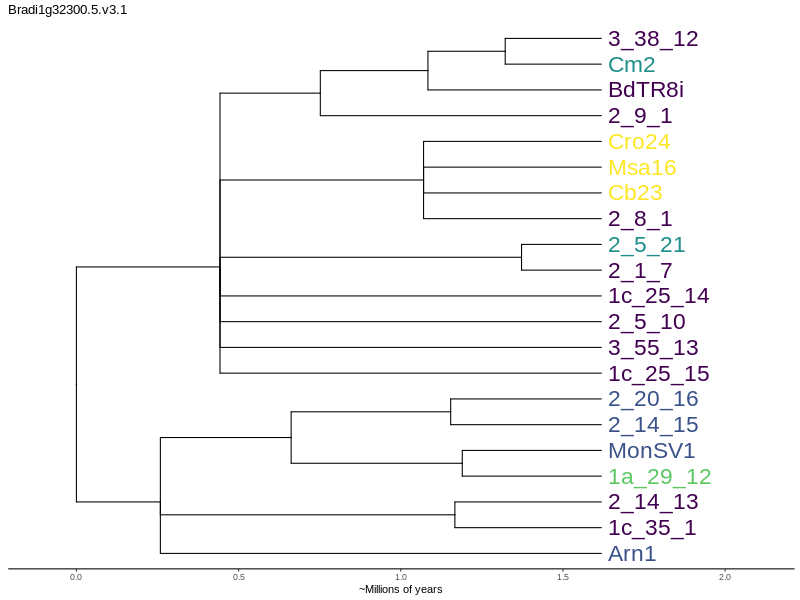 Bradi1g32300.5.v3.1
3_38_12
Cm2
BdTR8i
2_9_1
Cro24
Msa16
Cb23
2_8_1
2_5_21
2_1_7
1c_25_14
2_5_10
3_55_13
1c_25_15
2_20_16
2_14_15
MonSV1
1a_29_12
2_14_13
1c_35_1
Arn1
0.0 0.5 1.0 1.5 2.0
~Millions of years